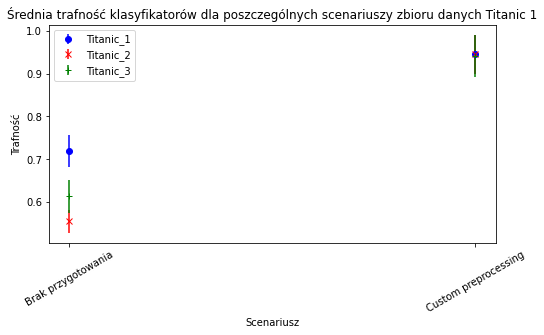 Średnia trafność klasyfikatorów dla poszczególnych scenariuszy zbioru danych Titanic 1
Titanic_1
Titanic_2
Titanic_3
1.0
0.9
0.8
0.7
0.6
Trafność
Brak przygotowania
Custom preprocessing
Scenariusz